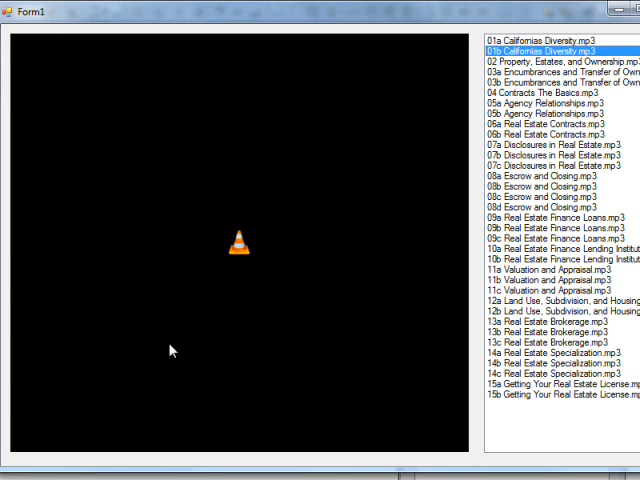 Form1
01a Californias Diversity.mp3
01b Californias Diversity.mp3
02 Property, Estates, and Ownership.mp3
03a Encumbrances and Transfer of Own
03b Encumbrances and Transfer of Own
04 Contracts The Basics.mp3
05a Agency Relationships.mp3
05b Agency Relationships.mp3
06a Real Estate Contracts.mp3
06b Real Estate Contracts.mp3
07a Disclosures in Real Estate.mp3
07b Disclosures in Real Estate.mp3
07c Disclosures in Real Estate.mp3
08a Escrow and Closing.mp3
08b Escrow and Closing.mp3
08c Escrow and Closing.mp3
08d Escrow and Closing.mp3
09a Real Estate Finance Loans.mp3
09b Real Estate Finance Loans.mp3
09c Real Estate Finance Loans.mp3
10a Real Estate Finance Lending Institut
10b Real Estate Finance Lending Institut
11a Valuation and Appraisal.mp3
11b Valuation and Appraisal.mp3
11c Valuation and Appraisal.mp3
12a Land Use, Subdivision, and Housing
12b Land Use, Subdivision, and Housing
13a Real Estate Brokerage.mp3
13b Real Estate Brokerage.mp3
13c Real Estate Brokerage.mp3
14a Real Estate Specialization.mp3
14b Real Estate Specialization.mp3
14c Real Estate Specialization.mp3
15a Getting Your Real Estate License.mp
15b Getting Your Real Estate License.mp